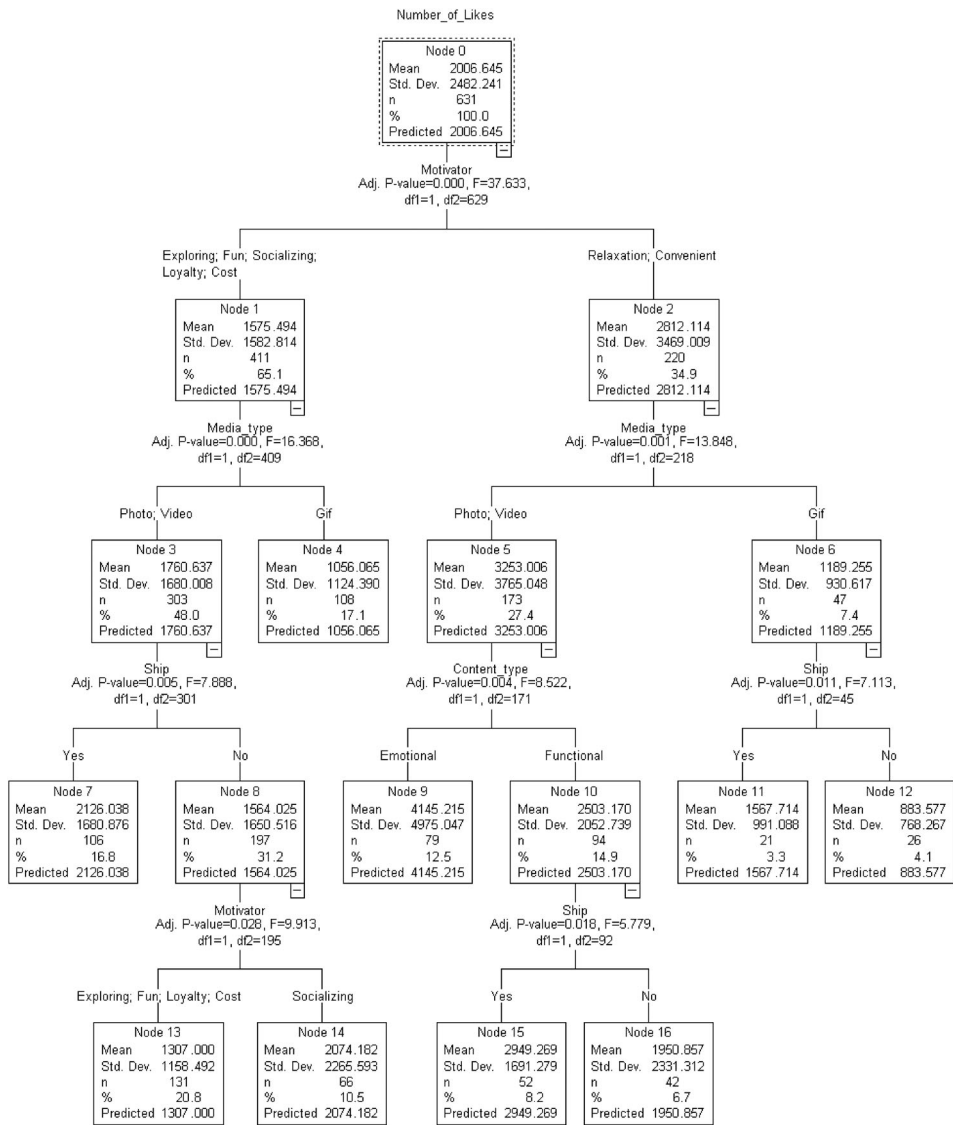 Number_of_Likes
Node 0
Mean 2006.645
Std. Dev. 2482.241
n 631
% 100.0
Predicted 2006.645
Motivator
Adj. P-value=0.000, F=37.633,
df1=1, df2=629
Exploring; Fun; Socializing;
Loyalty; Cost
Relaxation; Convenient
Node 1
Mean 1575.494
Std. Dev. 1582.814
n 411
% 65.1
Predicted 1575.494
Node 2
Mean 2812.114
Std. Dev. 3469.009
n 220
% 34.9
Predicted 2812.114
Media_type
Adj. P-value=0.000, F=16.368,
df1=1, df2=409
Media_type
Adj. P-value=0.001, F=13.848,
df1=1, df2=218
Photo; Video
Gif
Photo; Video
Gif
Node 3
Mean 1760.637
Std. Dev. 1680.008
n 303
% 48.0
Predicted 1760.637
Node 4
Mean 1056.065
Std. Dev. 1124.390
n 108
% 17.1
Predicted 1056.065
Node 5
Mean 3253.006
Std. Dev. 3765.048
n 173
% 27.4
Predicted 3253.006
Node 6
Mean 1189.255
Std. Dev. 930.617
n 47
% 7.4
Predicted 1189.255
Ship
Adj. P-value=0.005, F=7.888,
df1=1, df2=301
Content_type
Adj. P-value=0.004, F=8.522,
df1=1, df2=171
Ship
Adj. P-value=0.011, F=7.113,
df1=1, df2=45
Yes
No
Emotional
Functional
Yes
No
Node 7
Mean 2126.038
Std. Dev. 1680.876
n 106
% 16.8
Predicted 2126.038
Node 8
Mean 1564.025
Std. Dev. 1650.516
n 197
% 31.2
Predicted 1564.025
Node 9
Mean 4145.215
Std. Dev. 4975.047
n 79
% 12.5
Predicted 4145.215
Node 10
Mean 2503.170
Std. Dev. 2052.739
n 94
% 14.9
Predicted 2503.170
Node 11
Mean 1567.714
Std. Dev. 991.088
n 21
% 3.3
Predicted 1567.714
Node 12
Mean 883.577
Std. Dev. 768.267
n 26
% 4.1
Predicted 883.577
Motivator
Adj. P-value=0.028, F=9.913,
df1=1, df2=195
Ship
Adj. P-value=0.018, F=5.779,
df1=1, df2=92
Exploring; Fun; Loyalty; Cost
Socializing
Yes
No
Node 13
Mean 1307.000
Std. Dev. 1158.492
n 131
% 20.8
Predicted 1307.000
Node 14
Mean 2074.182
Std. Dev. 2265.593
n 66
% 10.5
Predicted 2074.182
Node 15
Mean 2949.269
Std. Dev. 1691.279
n 52
% 8.2
Predicted 2949.269
Node 16
Mean 1950.857
Std. Dev. 2331.312
n 42
% 6.7
Predicted 1950.857